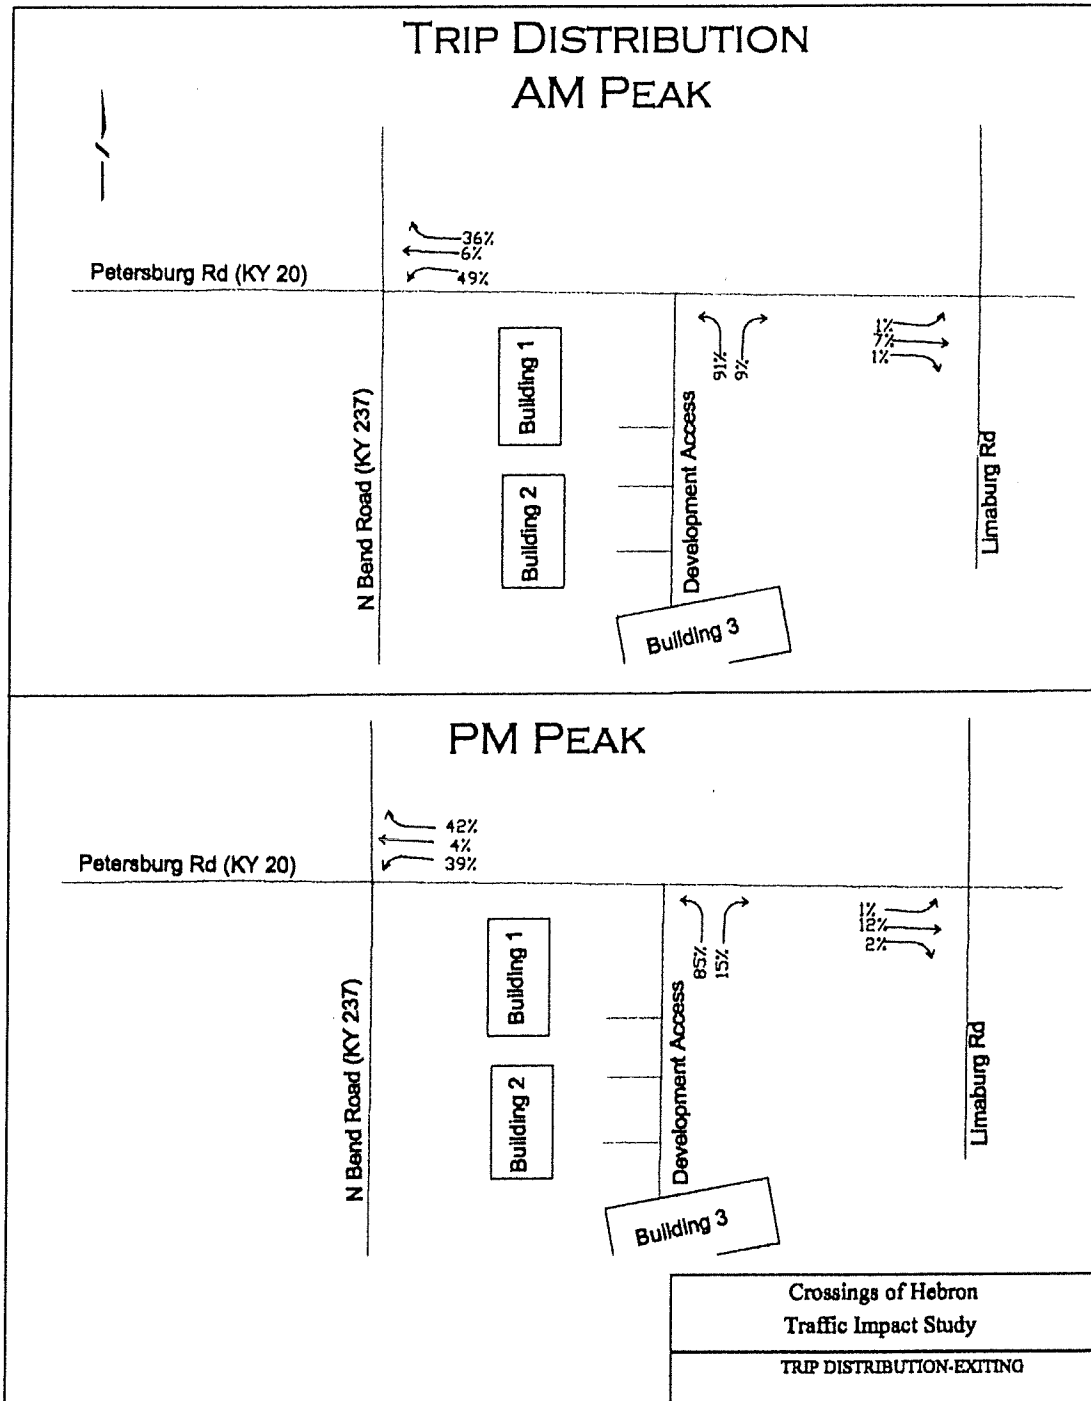 TRIP DISTRIBUTION
AM PEAK
36%
6%
49%
Petersburg Rd (KY 20)
1%
7%
1%
91%
9%
Building 1
Building 2
Building 3
N Bend Road (KY 237)
Development Access
Limaburg Rd
PM PEAK
42%
4%
39%
Petersburg Rd (KY 20)
1%
12%
2%
85%
15%
Building 1
Building 2
Building 3
N Bend Road (KY 237)
Development Access
Limaburg Rd
Crossings of Hebron
Traffic Impact Study
TRIP DISTRIBUTION-EXITING